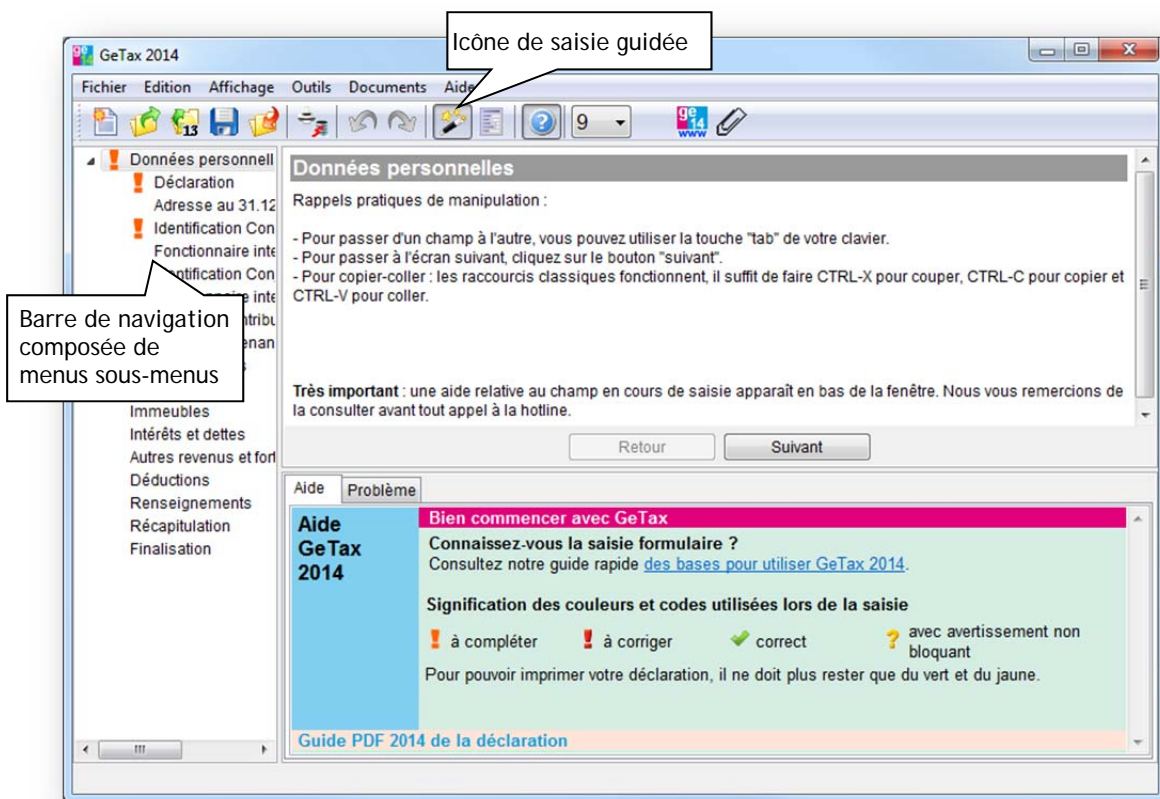 Icône de saisie guidée
GeTax 2014
Fichier Edition Affichage Outils Documents Aide
13
9
ge
14
www
Données personnell
Déclaration
Adresse au 31.12
Identification Con
Fonctionnaire inte
Identification Con
inte
ntribu
enan
Barre de navigation
composée de
menus sous-menus
Immeubles
Intérêts et dettes
Autres revenus et fort
Déductions
Renseignements
Récapitulation
Finalisation
Données personnelles
Rappels pratiques de manipulation :
- Pour passer d'un champ à l'autre, vous pouvez utiliser la touche "tab" de votre clavier.
- Pour passer à l'écran suivant, cliquez sur le bouton "suivant".
- Pour copier-coller : les raccourcis classiques fonctionnent, il suffit de faire CTRL-X pour couper, CTRL-C pour copier et
CTRL-V pour coller.
Très important : une aide relative au champ en cours de saisie apparaît en bas de la fenêtre. Nous vous remercions de
la consulter avant tout appel à la hotline.
Retour Suivant
Aide Problème
Aide
GeTax
2014
Bien commencer avec GeTax
Connaissez-vous la saisie formulaire ?
Consultez notre guide rapide des bases pour utiliser GeTax 2014.
Signification des couleurs et codes utilisées lors de la saisie
à compléter à corriger correct avec avertissement non
bloquant
Pour pouvoir imprimer votre déclaration, il ne doit plus rester que du vert et du jaune.
Guide PDF 2014 de la déclaration